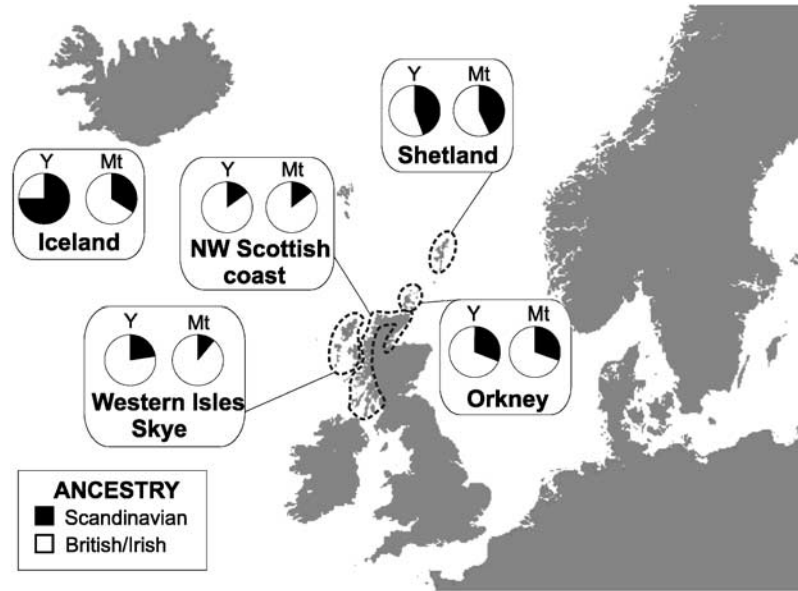 Y Mt
Shetland
Y Mt
Iceland
Y Mt
NW Scottish
coast
Y Mt
Western Isles
Skye
Y Mt
Orkney
ANCESTRY
Scandinavian
British/Irish